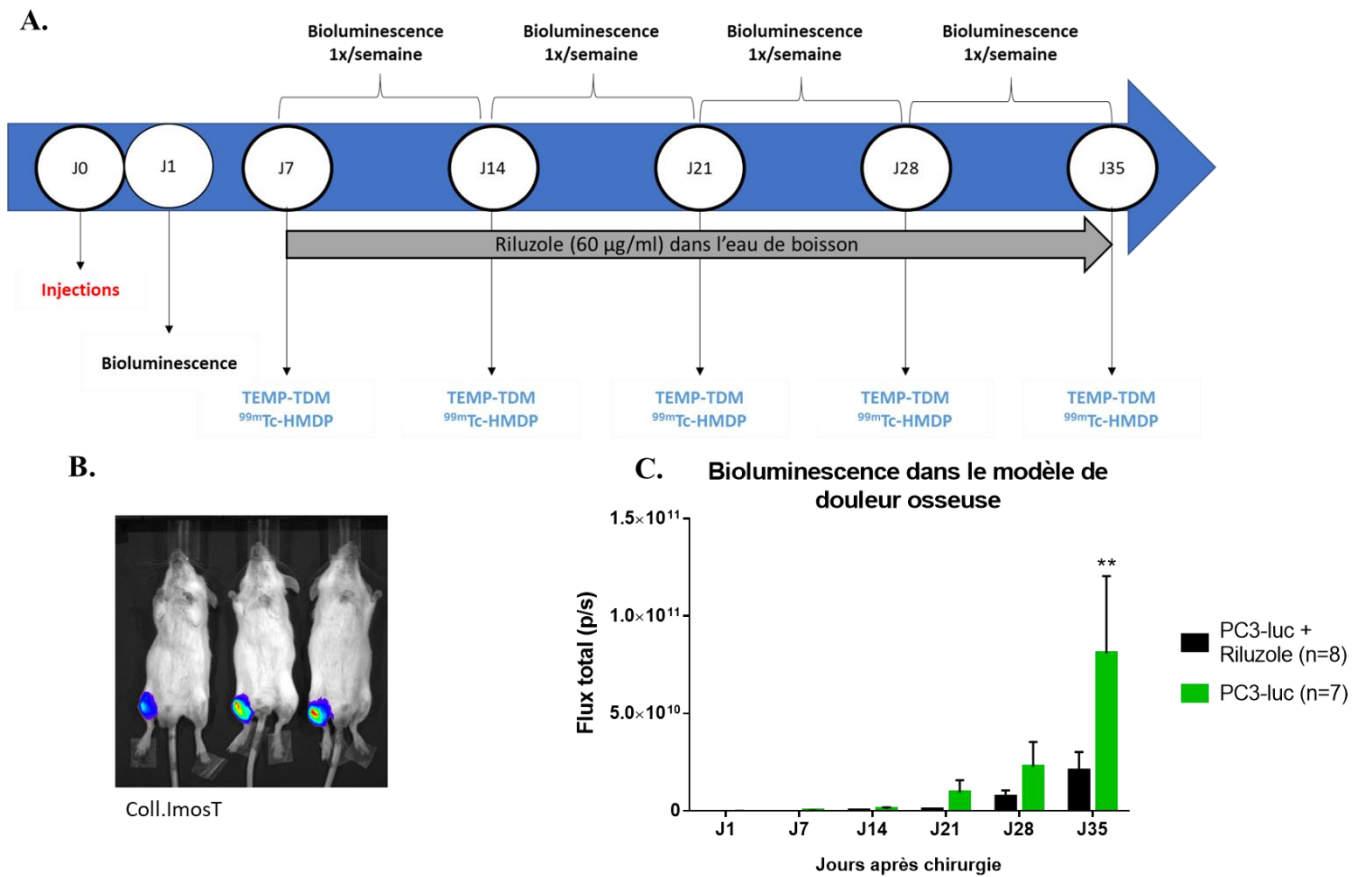 A.
Bioluminescence
1x/semaine
Bioluminescence
1x/semaine
Bioluminescence
1x/semaine
Bioluminescence
1x/semaine
J0
J1
J7
J14
J21
J28
J35
Riluzole (60 µg/ml) dans l'eau de boisson
Injections
Bioluminescence
TEMP-TDM
99mTc-HMDP
TEMP-TDM
99mTc-HMDP
TEMP-TDM
99mTc-HMDP
TEMP-TDM
99mTc-HMDP
TEMP-TDM
99mTc-HMDP
B.
Coll.ImosT
C.
Bioluminescence dans le modèle de
douleur osseuse
Flux total (p/s)
1.5×10¹¹
1.0×10¹¹
5.0×10¹⁰
0
**
J1
J7
J14
J21
J28
J35
Jours après chirurgie
PC3-luc +
Riluzole (n=8)
PC3-luc (n=7)